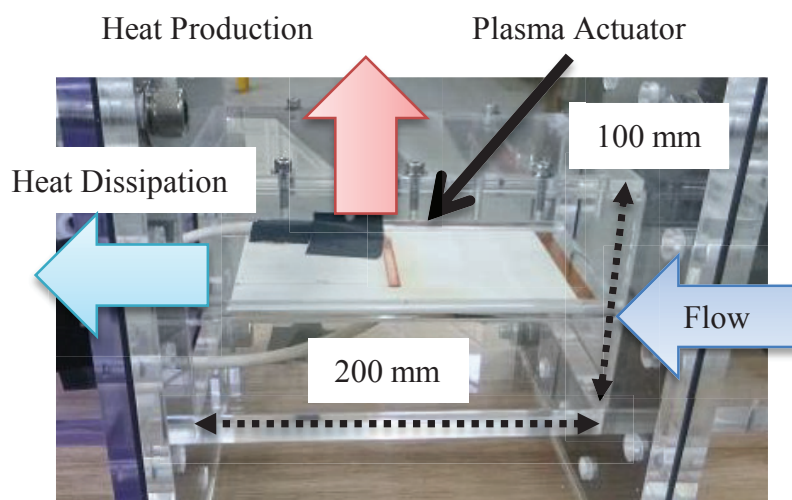 Heat Production
Plasma Actuator
100 mm
Heat Dissipation
Flow
200 mm